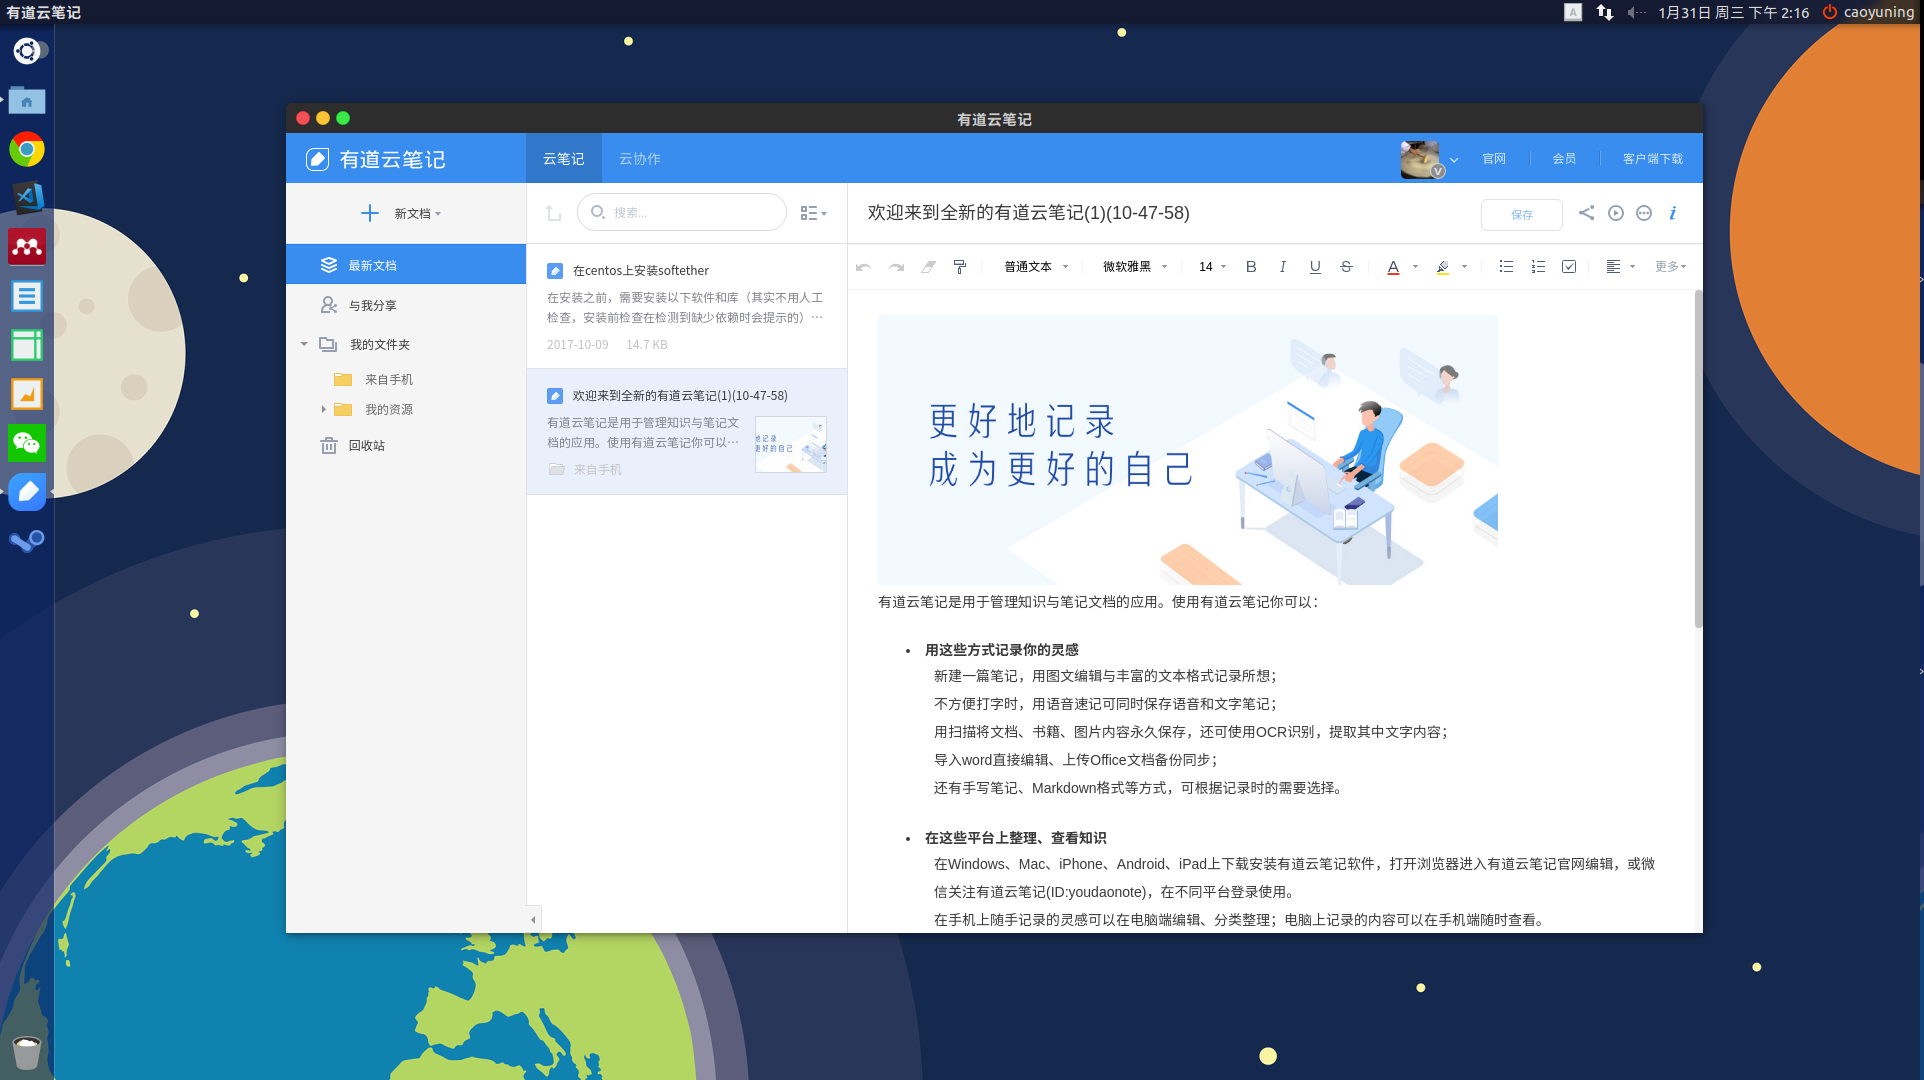 有道云笔记
A
1月31日 周三 下午 2:16
caoyuning
有道云笔记
有道云笔记
云笔记
云协作
V
官网
会员
客户端下载
新文档
搜索...
欢迎来到全新的有道云笔记(1)(10-47-58)
保存
最新文档
与我分享
我的文件夹
来自手机
我的资源
回收站
在centos上安装softether
在安装之前，需要安装以下软件和库（其实不用人工
检查，安装前检查在检测到缺少依赖时会提示的）…
2017-10-09 14.7 KB
欢迎来到全新的有道云笔记(1)(10-47-58)
有道云笔记是用于管理知识与笔记文
档的应用。使用有道云笔记你可以…
来自手机
普通文本
微软雅黑
14
B
I
U
S
A
更多
更好地记录
成为更好的自己
有道云笔记是用于管理知识与笔记文档的应用。使用有道云笔记你可以：
• 用这些方式记录你的灵感
新建一篇笔记，用图文编辑与丰富的文本格式记录所想；
不方便打字时，用语音速记可同时保存语音和文字笔记；
用扫描将文档、书籍、图片内容永久保存，还可使用OCR识别，提取其中文字内容；
导入word直接编辑、上传Office文档备份同步；
还有手写笔记、Markdown格式等方式，可根据记录时的需要选择。
• 在这些平台上整理、查看知识
在Windows、Mac、iPhone、Android、iPad上下载安装有道云笔记软件，打开浏览器进入有道云笔记官网编辑，或微
信关注有道云笔记(ID:youdaonote)，在不同平台登录使用。
在手机上随手记录的灵感可以在电脑端编辑、分类整理；电脑上记录的内容可以在手机端随时查看。